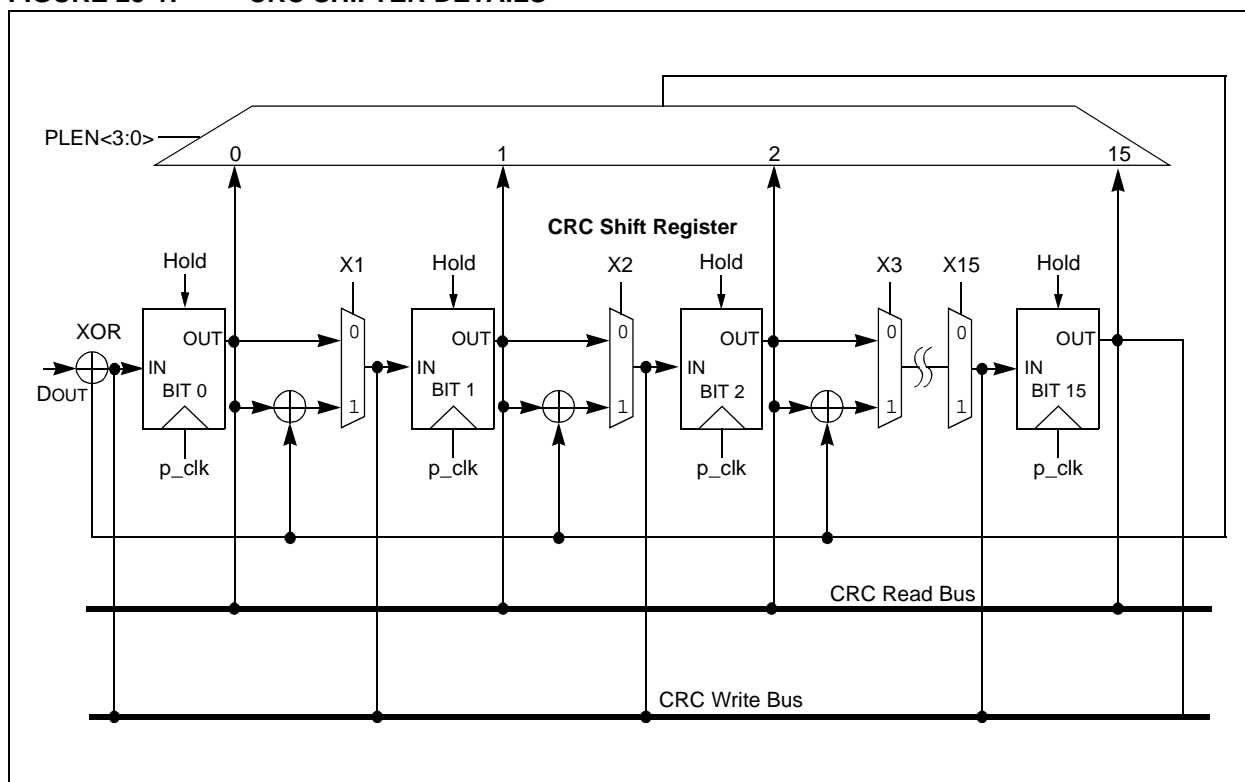 PLEN<3:0>
0 1 2 15
CRC Shift Register
Hold X1 Hold X2 Hold X3 X15 Hold
XOR
OUT 0 OUT 0 OUT 0 0 OUT
IN IN IN IN
DOUT
BIT 0 1 BIT 1 1 BIT 2 1 1 BIT 15
p_clk p_clk p_clk p_clk
CRC Read Bus
CRC Write Bus